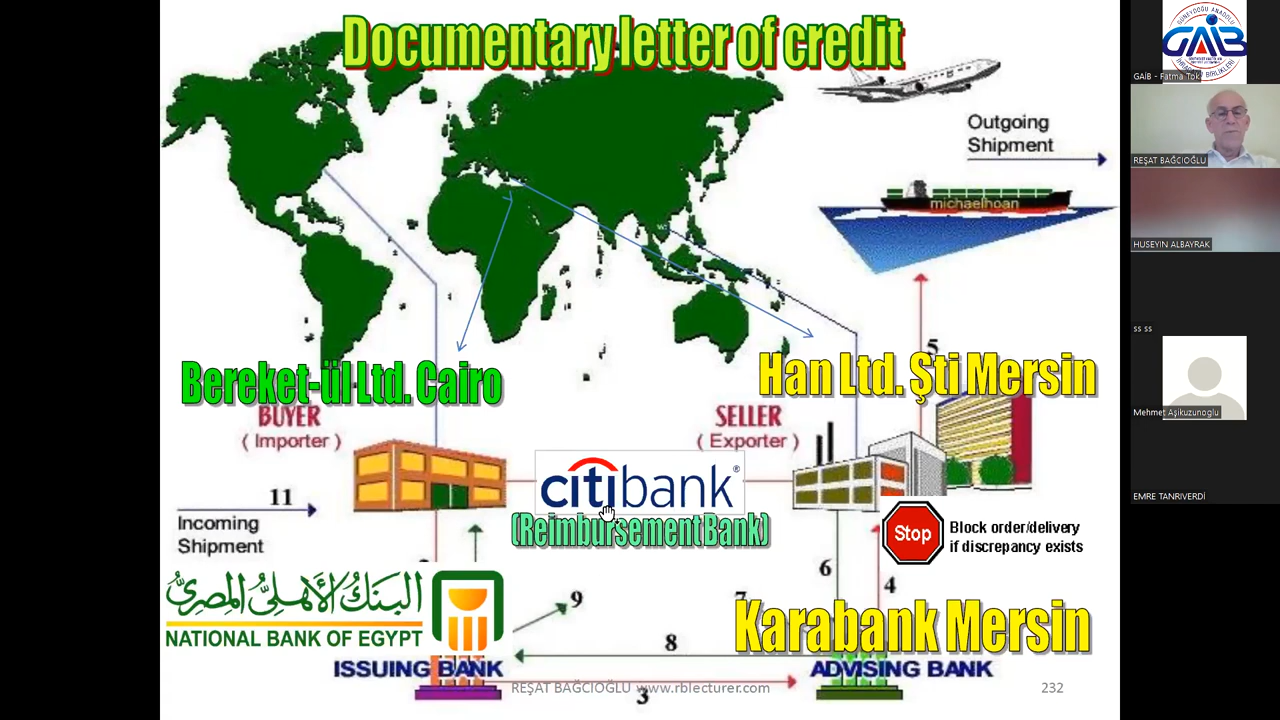 Documentary letter of credit
Outgoing
Shipment
michaelhoan
5
Bereket-ül Ltd. Cairo
Han Ltd. Şti Mersin
BUYER
( Importer )
SELLER
( Exporter )
citibank®
(Reimbursement Bank)
11
Incoming
Shipment
Stop
Block order/delivery
if discrepancy exists
6
4
9
البنك الأهلي المصري
NATIONAL BANK OF EGYPT
Karabank Mersin
8
ISSUING BANK
ADVISING BANK
REŞAT BAĞCIOĞLU www.rblecturer.com
232
3
GAİB
GAİB - Fatma Tok
REŞAT BAĞCIOĞLU
HUSEYIN ALBAYRAK
ss ss
Mehmet Aşikuzunoglu
EMRE TANRIVERDİ